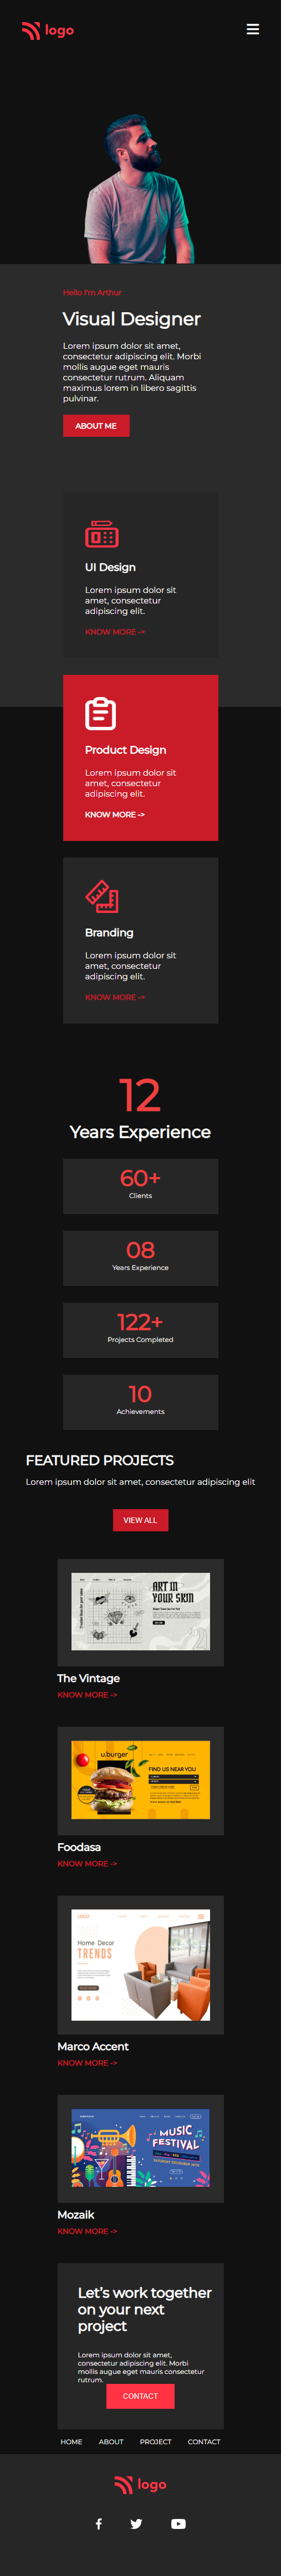 logo
Hello I'm Arthur
Visual Designer
Lorem ipsum dolor sit amet,
consectetur adipiscing elit. Morbi
mollis augue eget mauris
consectetur rutrum. Aliquam
maximus lorem in libero sagittis
pulvinar.
ABOUT ME
UI Design
Lorem ipsum dolor sit
amet, consectetur
adipiscing elit.
KNOW MORE ->
Product Design
Lorem ipsum dolor sit
amet, consectetur
adipiscing elit.
KNOW MORE ->
Branding
Lorem ipsum dolor sit
amet, consectetur
adipiscing elit.
KNOW MORE ->
12
Years Experience
60+
Clients
08
Years Experience
122+
Projects Completed
10
Achievements
FEATURED PROJECTS
Lorem ipsum dolor sit amet, consectetur adipiscing elit
VIEW ALL
ART IN
YOUR SKIN
The Vintage
KNOW MORE ->
u.burger
FIND US NEAR YOU
Foodasa
KNOW MORE ->
Home Decor
TRENDS
Marco Accent
KNOW MORE ->
MUSIC
FESTIVAL
Mozaik
KNOW MORE ->
Let's work together
on your next
project
Lorem ipsum dolor sit amet,
consectetur adipiscing elit. Morbi
mollis augue eget mauris consectetur
rutrum.
CONTACT
HOME ABOUT PROJECT CONTACT
logo